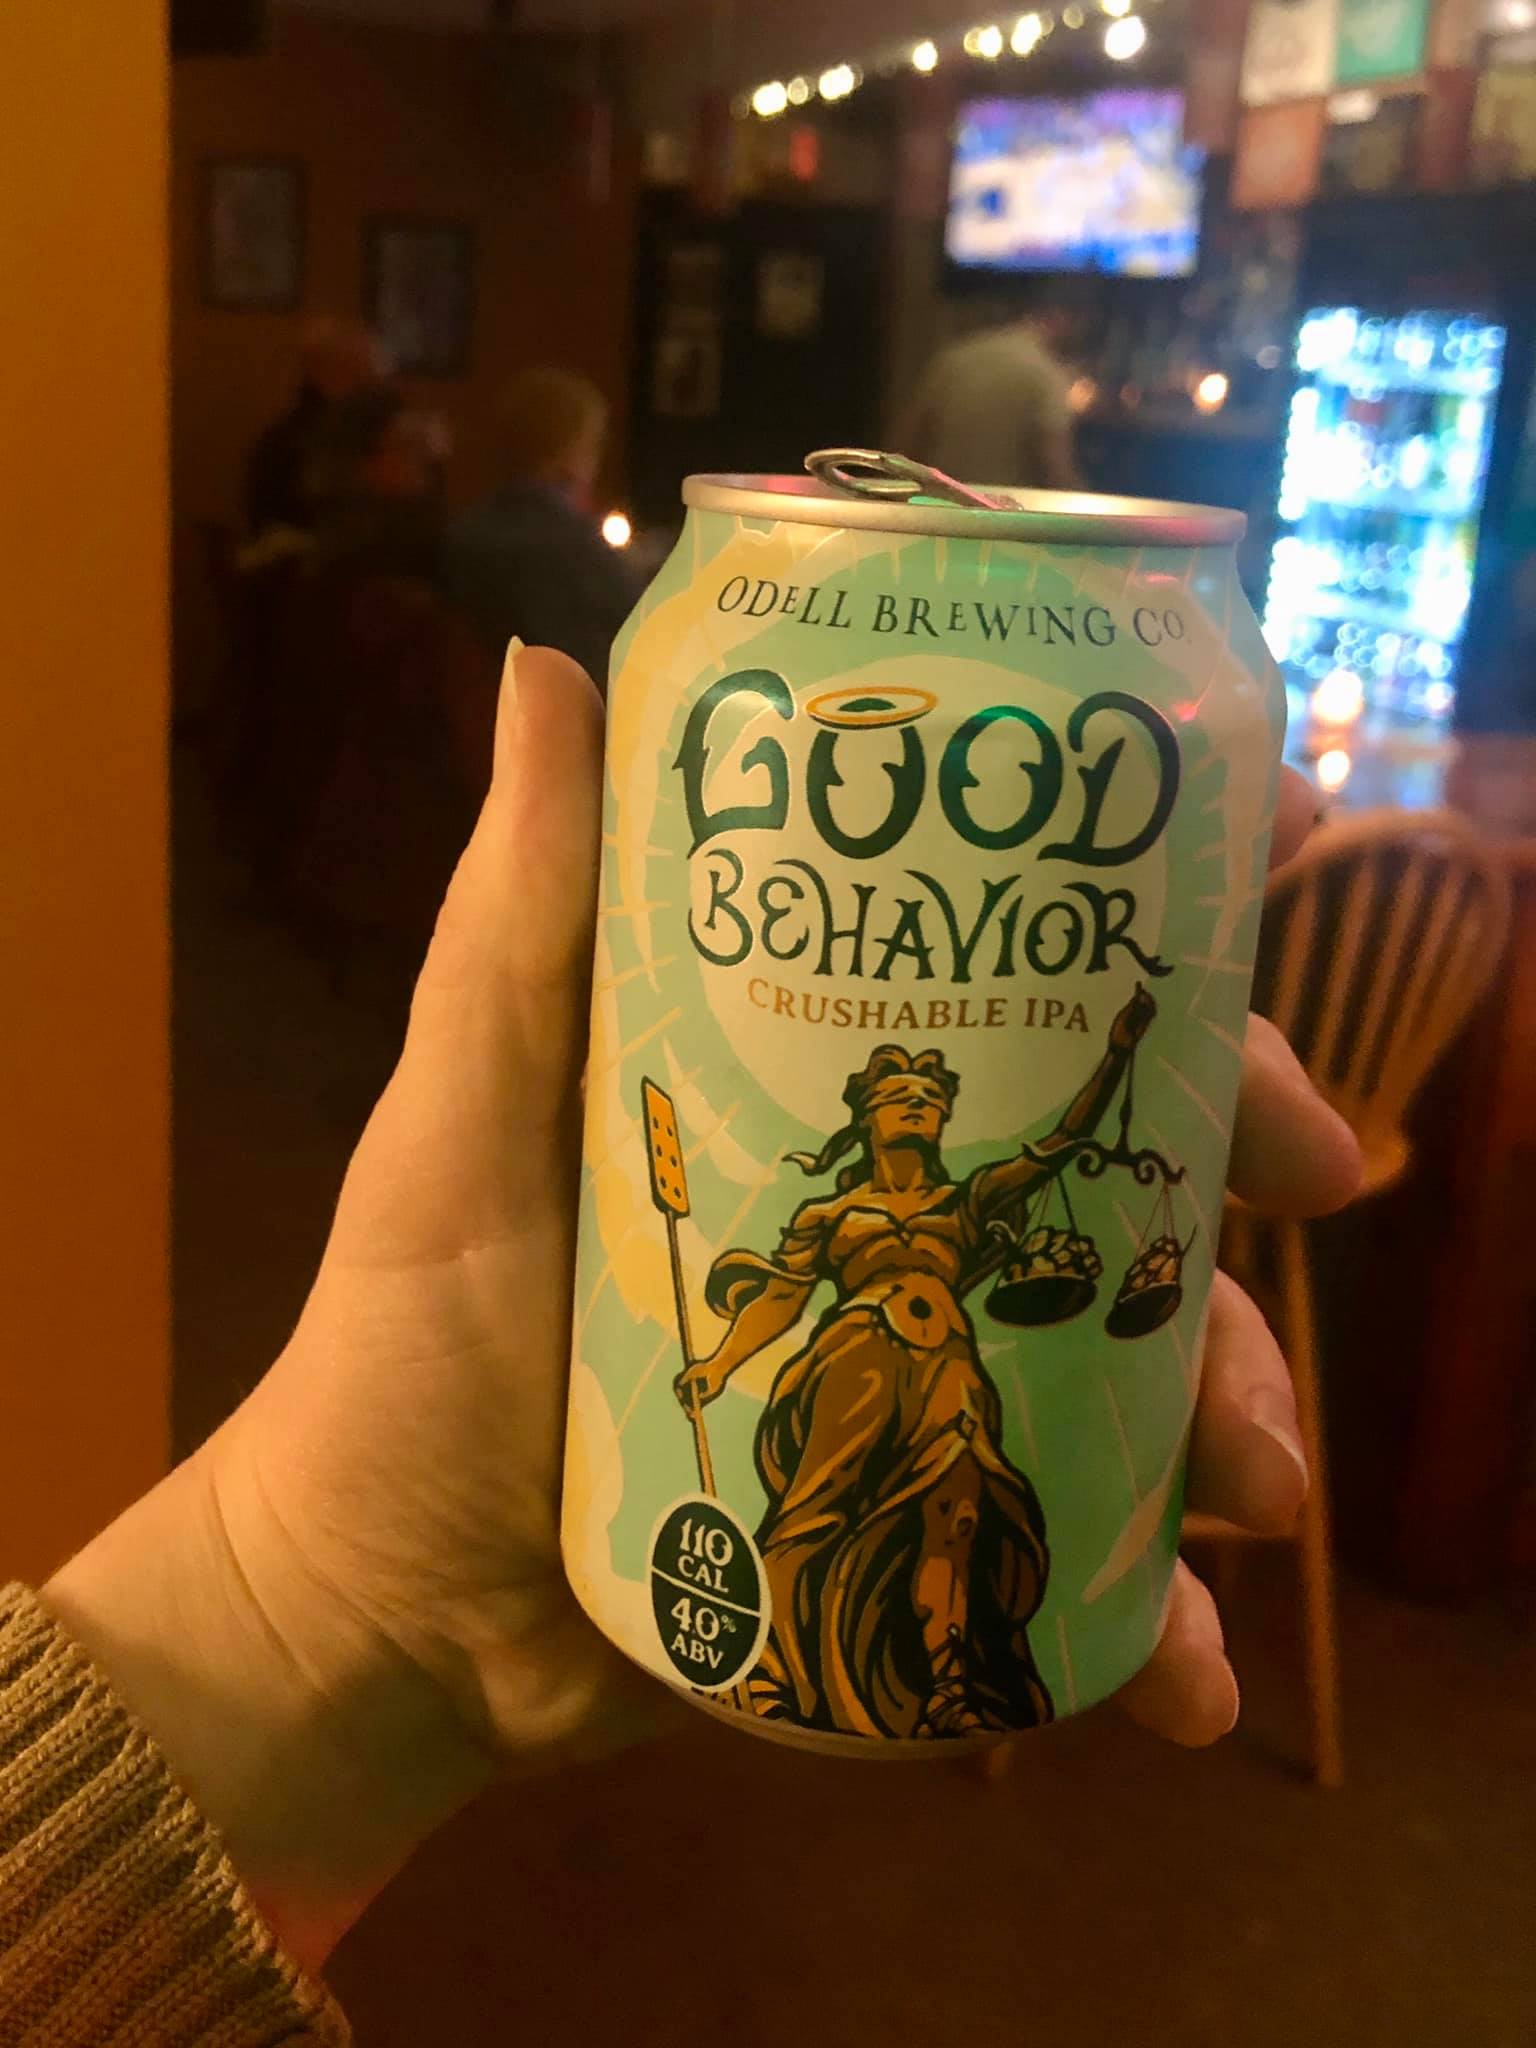 ODELL BREWING CO.
GOOD
BEHAVIOR
CRUSHABLE IPA
110
CAL
4.0%
ABV